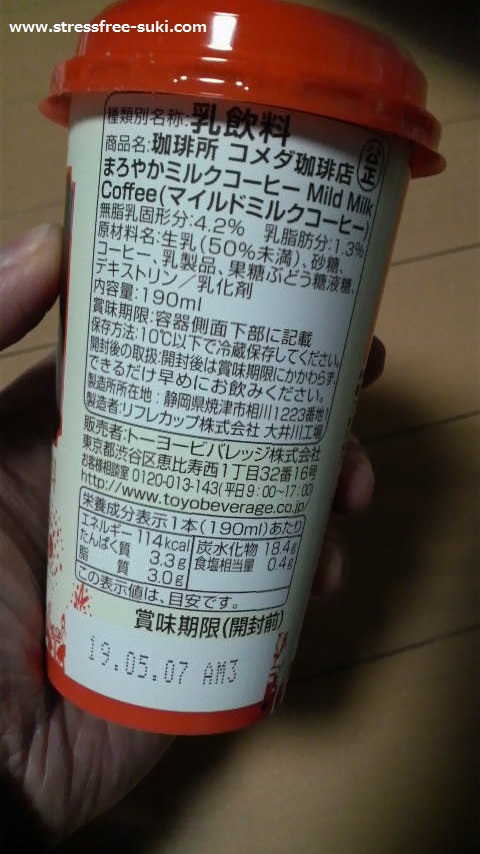 www.stressfree-suki.com
種類別名称:乳飲料
商品名:珈琲所 コメダ珈琲店
公正
まろやかミルクコーヒー Mild Milk
Coffee(マイルドミルクコーヒー)
無脂乳固形分:4.2% 乳脂肪分:1.3%
原材料名:生乳(50%未満)、砂糖、
コーヒー、乳製品、果糖ぶどう糖液糖、
デキストリン/乳化剤
内容量:190ml
賞味期限:容器側面下部に記載
保存方法:10℃以下で冷蔵保存してください。
開封後の取扱:開封後は賞味期限にかかわらず、
できるだけ早めにお飲みください。
製造所所在地:静岡県焼津市相川1223番地1
製造者:リフレカップ株式会社 大井川工場
販売者:トーヨービバレッジ株式会社
東京都渋谷区恵比寿西1丁目32番16号
お客様相談室 0120-013-143(平日9:00~17:00)
http://www.toyobeverage.co.jp/
栄養成分表示1本(190ml)あたり
エネルギー 114kcal 炭水化物 18.4g
たんぱく質 3.3g 食塩相当量 0.4g
脂質 3.0g
この表示値は、目安です。
賞味期限(開封前)
19.05.07 AM3